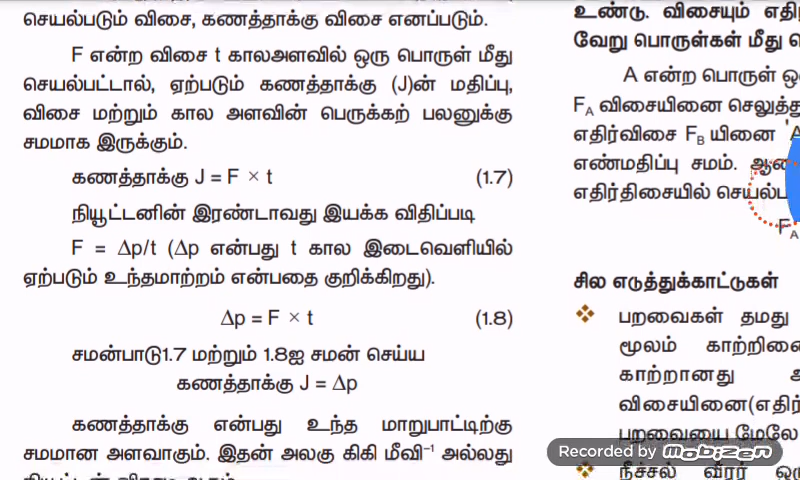 செயல்படும் விசை, கணத்தாக்கு விசை எனப்படும்.
F என்ற விசை t காலஅளவில் ஒரு பொருள் மீது
செயல்பட்டால், ஏற்படும் கணத்தாக்கு (J)ன் மதிப்பு,
விசை மற்றும் கால அளவின் பெருக்கற் பலனுக்கு
சமமாக இருக்கும்.
கணத்தாக்கு J = F × t (1.7)
நியூட்டனின் இரண்டாவது இயக்க விதிப்படி
F = Δp/t (Δp என்பது t கால இடைவெளியில்
ஏற்படும் உந்தமாற்றம் என்பதை குறிக்கிறது).
Δp = F × t (1.8)
சமன்பாடு1.7 மற்றும் 1.8ஐ சமன் செய்ய
கணத்தாக்கு J = Δp
கணத்தாக்கு என்பது உந்த மாறுபாட்டிற்கு
சமமான அளவாகும். இதன் அலகு கிகி மீவி⁻¹ அல்லது
உண்டு. விசையும்
வேறு பொருள்கள் மீது
A என்ற பொருள்
F_A விசையினை
எதிர்விசை F_B யினை
எண்மதிப்பு சமம்.
எதிர்திசையில்
F_A
சில எடுத்துக்காட்டுகள்
❖ பறவைகள் தமது
மூலம்
காற்றானது
பறவையை மேலே
Recorded by Mobizen
❖ நீச்சல் வீரர்